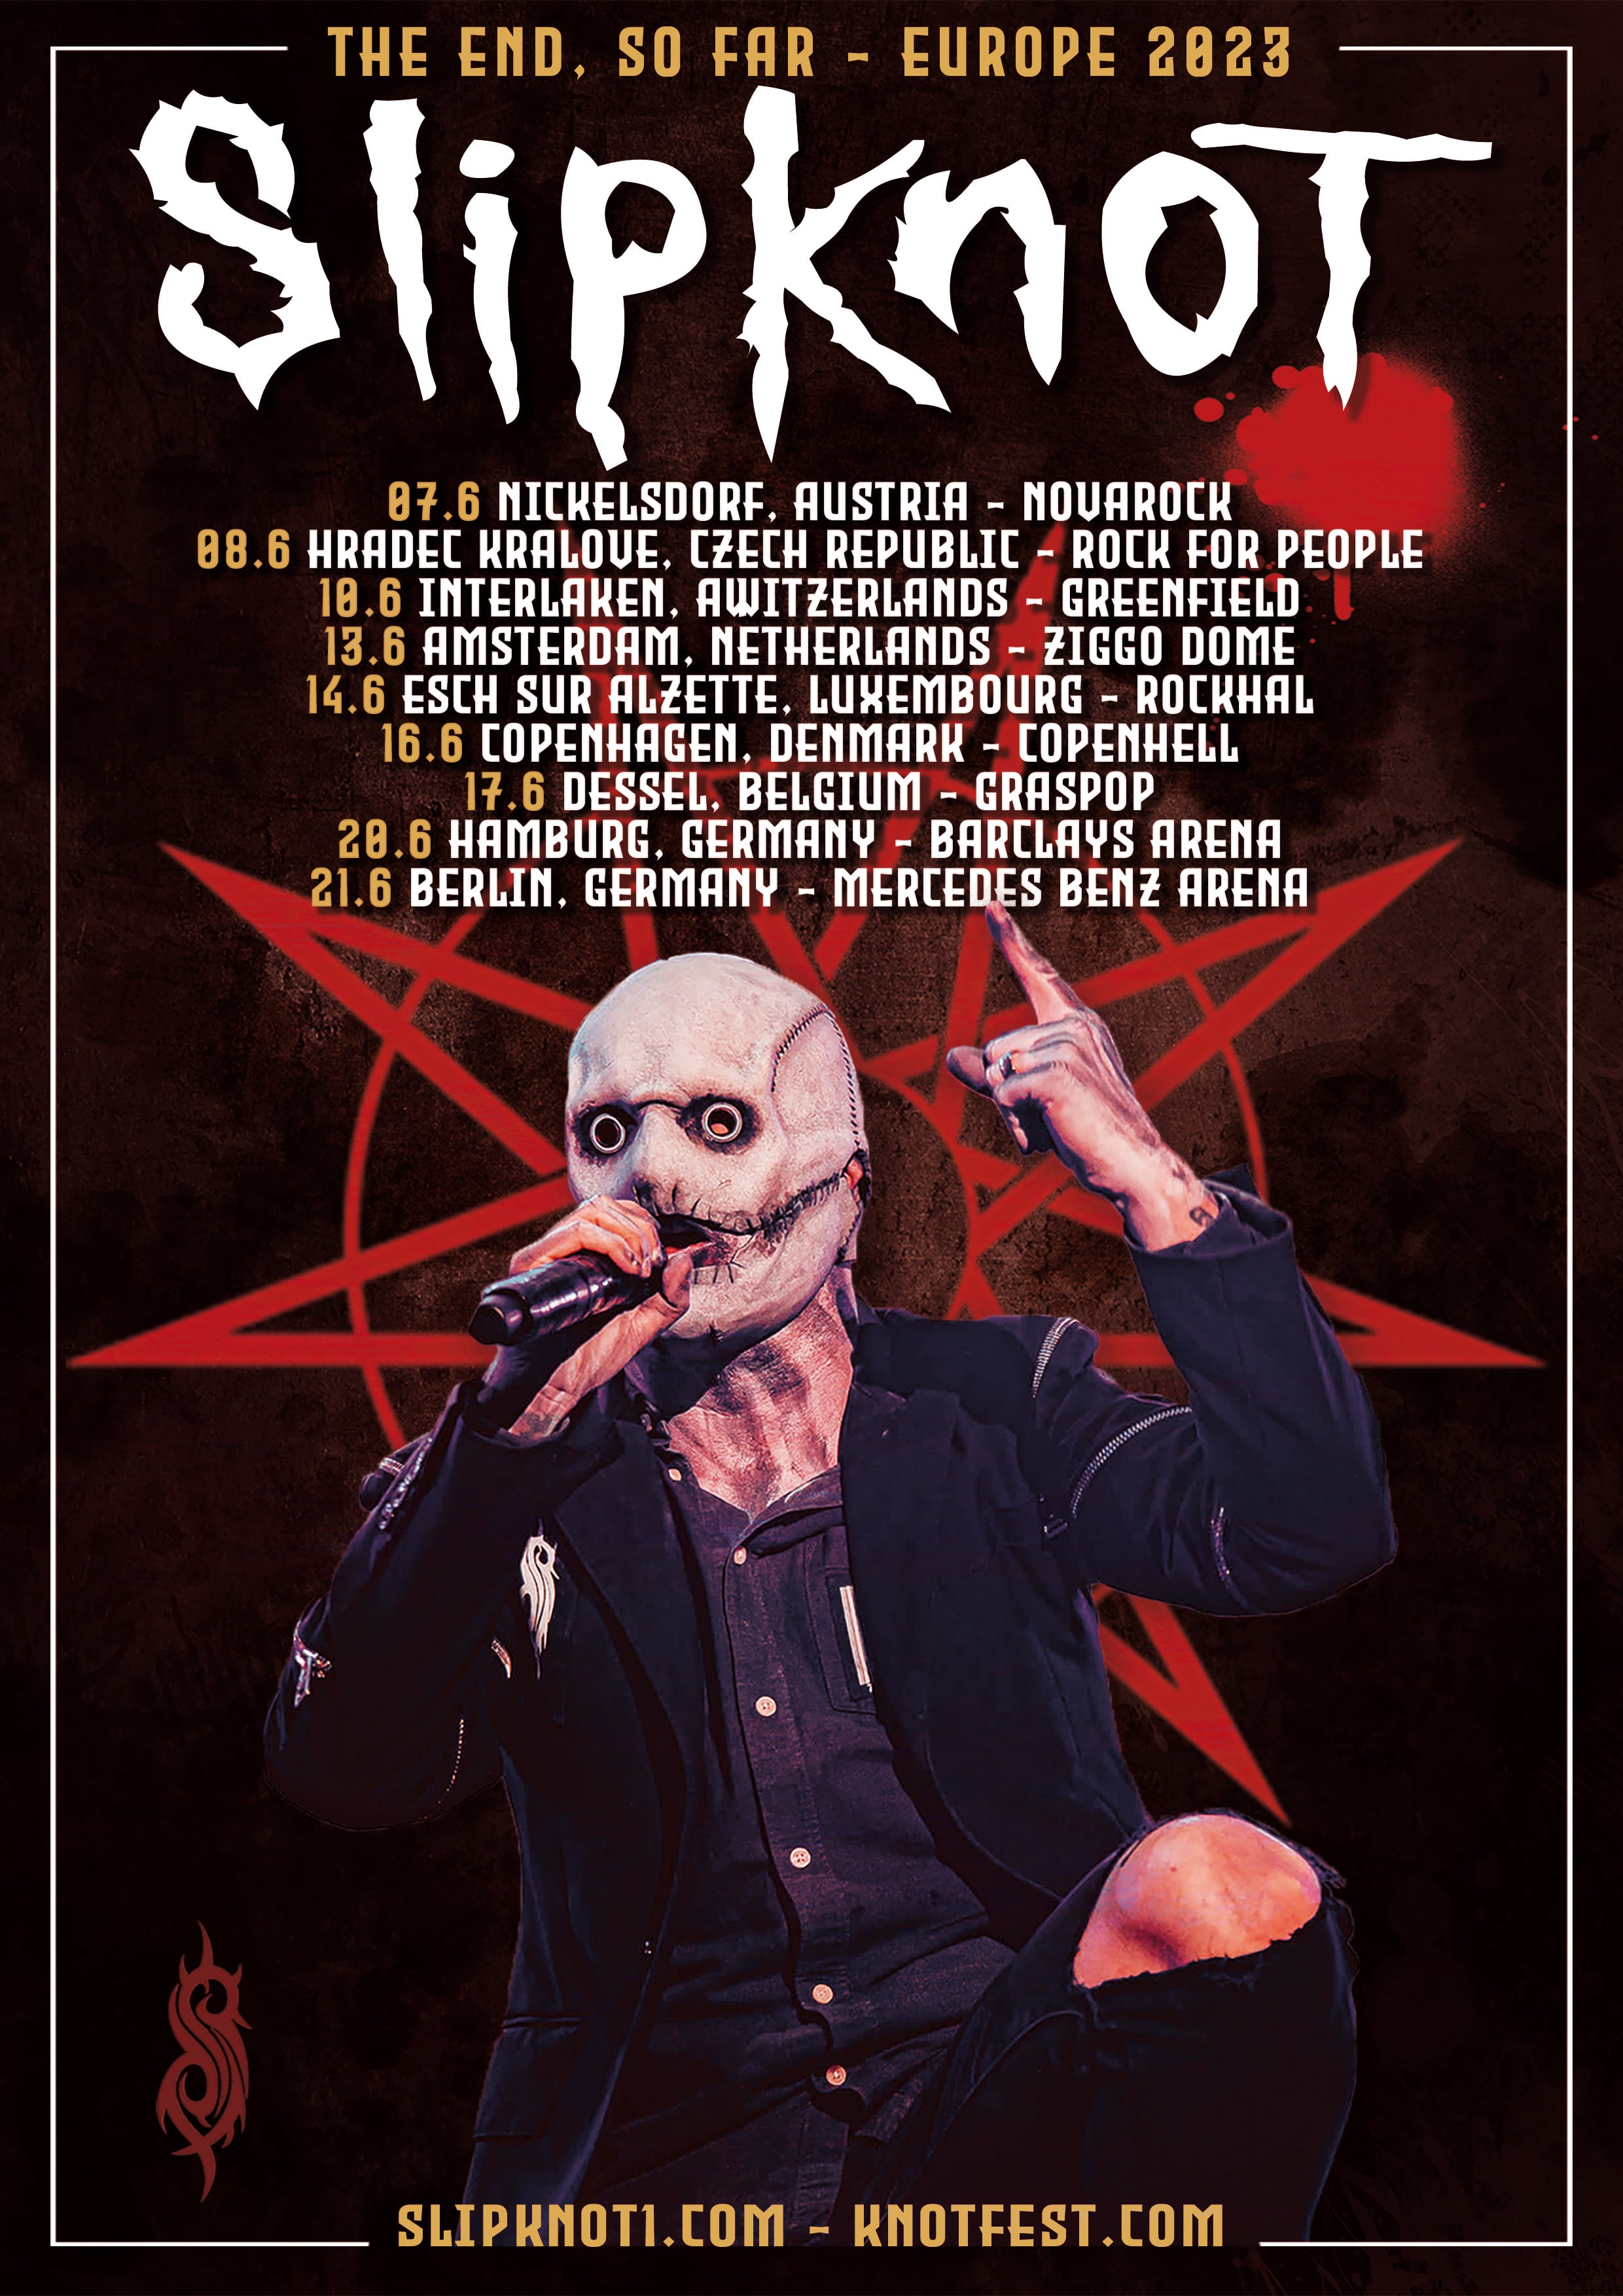 THE END, SO FAR - EUROPE 2023
SLIPKNOT
07.6 NICKELSDORF, AUSTRIA - NOVAROCK
08.6 HRADEC KRALOVE, CZECH REPUBLIC - ROCK FOR PEOPLE
10.6 INTERLAKEN, AWITZERLANDS - GREENFIELD
13.6 AMSTERDAM, NETHERLANDS - ZIGGO DOME
14.6 ESCH SUR ALZETTE, LUXEMBOURG - ROCKHAL
16.6 COPENHAGEN, DENMARK - COPENHELL
17.6 DESSEL, BELGIUM - GRASPOP
20.6 HAMBURG, GERMANY - BARCLAYS ARENA
21.6 BERLIN, GERMANY - MERCEDES BENZ ARENA
SLIPKNOT1.COM - KNOTFEST.COM